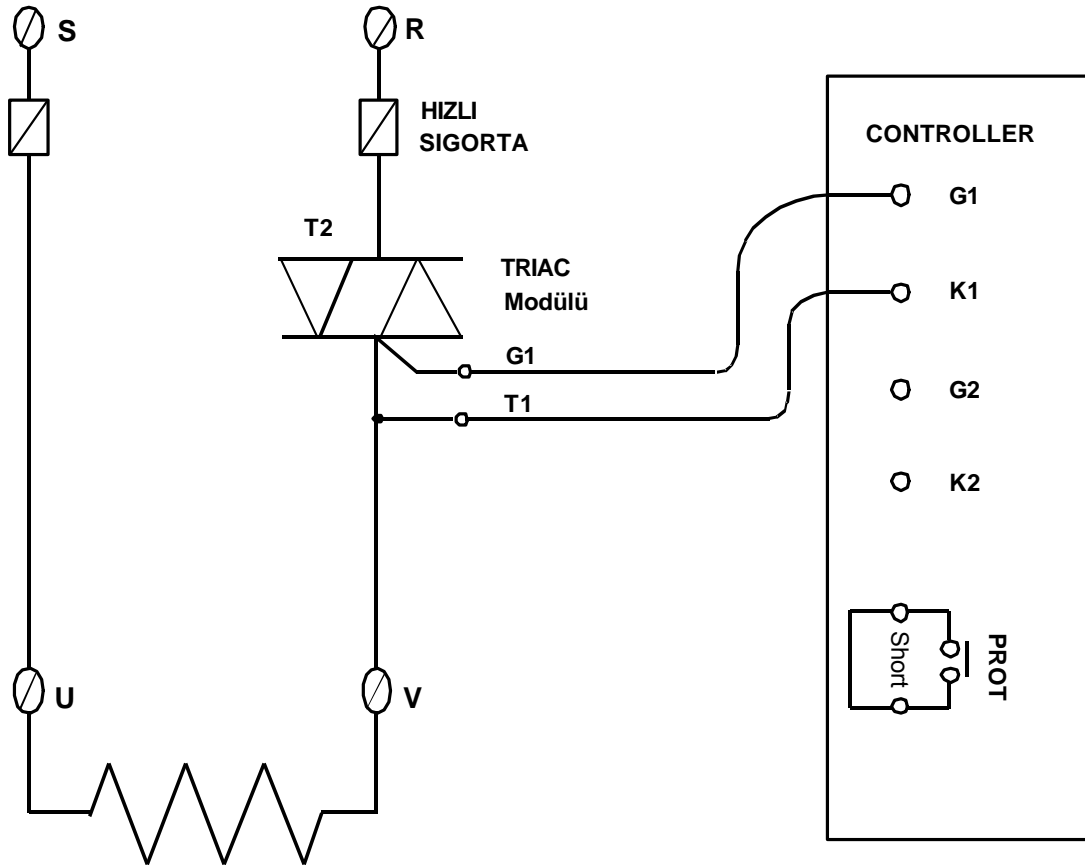 S
R
HIZLI
SIGORTA
CONTROLLER
G1
T2
TRIAC
Modülü
K1
G1
T1
G2
K2
Short
PROT
U
V